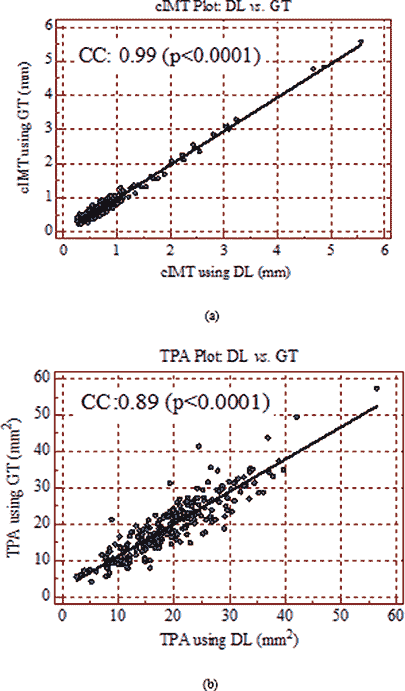 cIMT Plot: DL vs. GT
CC: 0.99 (p<0.0001)
cIMT using GT (mm)
6
5
4
3
2
1
0
0 1 2 3 4 5 6
cIMT using DL (mm)
(a)
TPA Plot: DL vs. GT
CC:0.89 (p<0.0001)
TPA using GT (mm²)
60
50
40
30
20
10
0
0 10 20 30 40 50 60
TPA using DL (mm²)
(b)